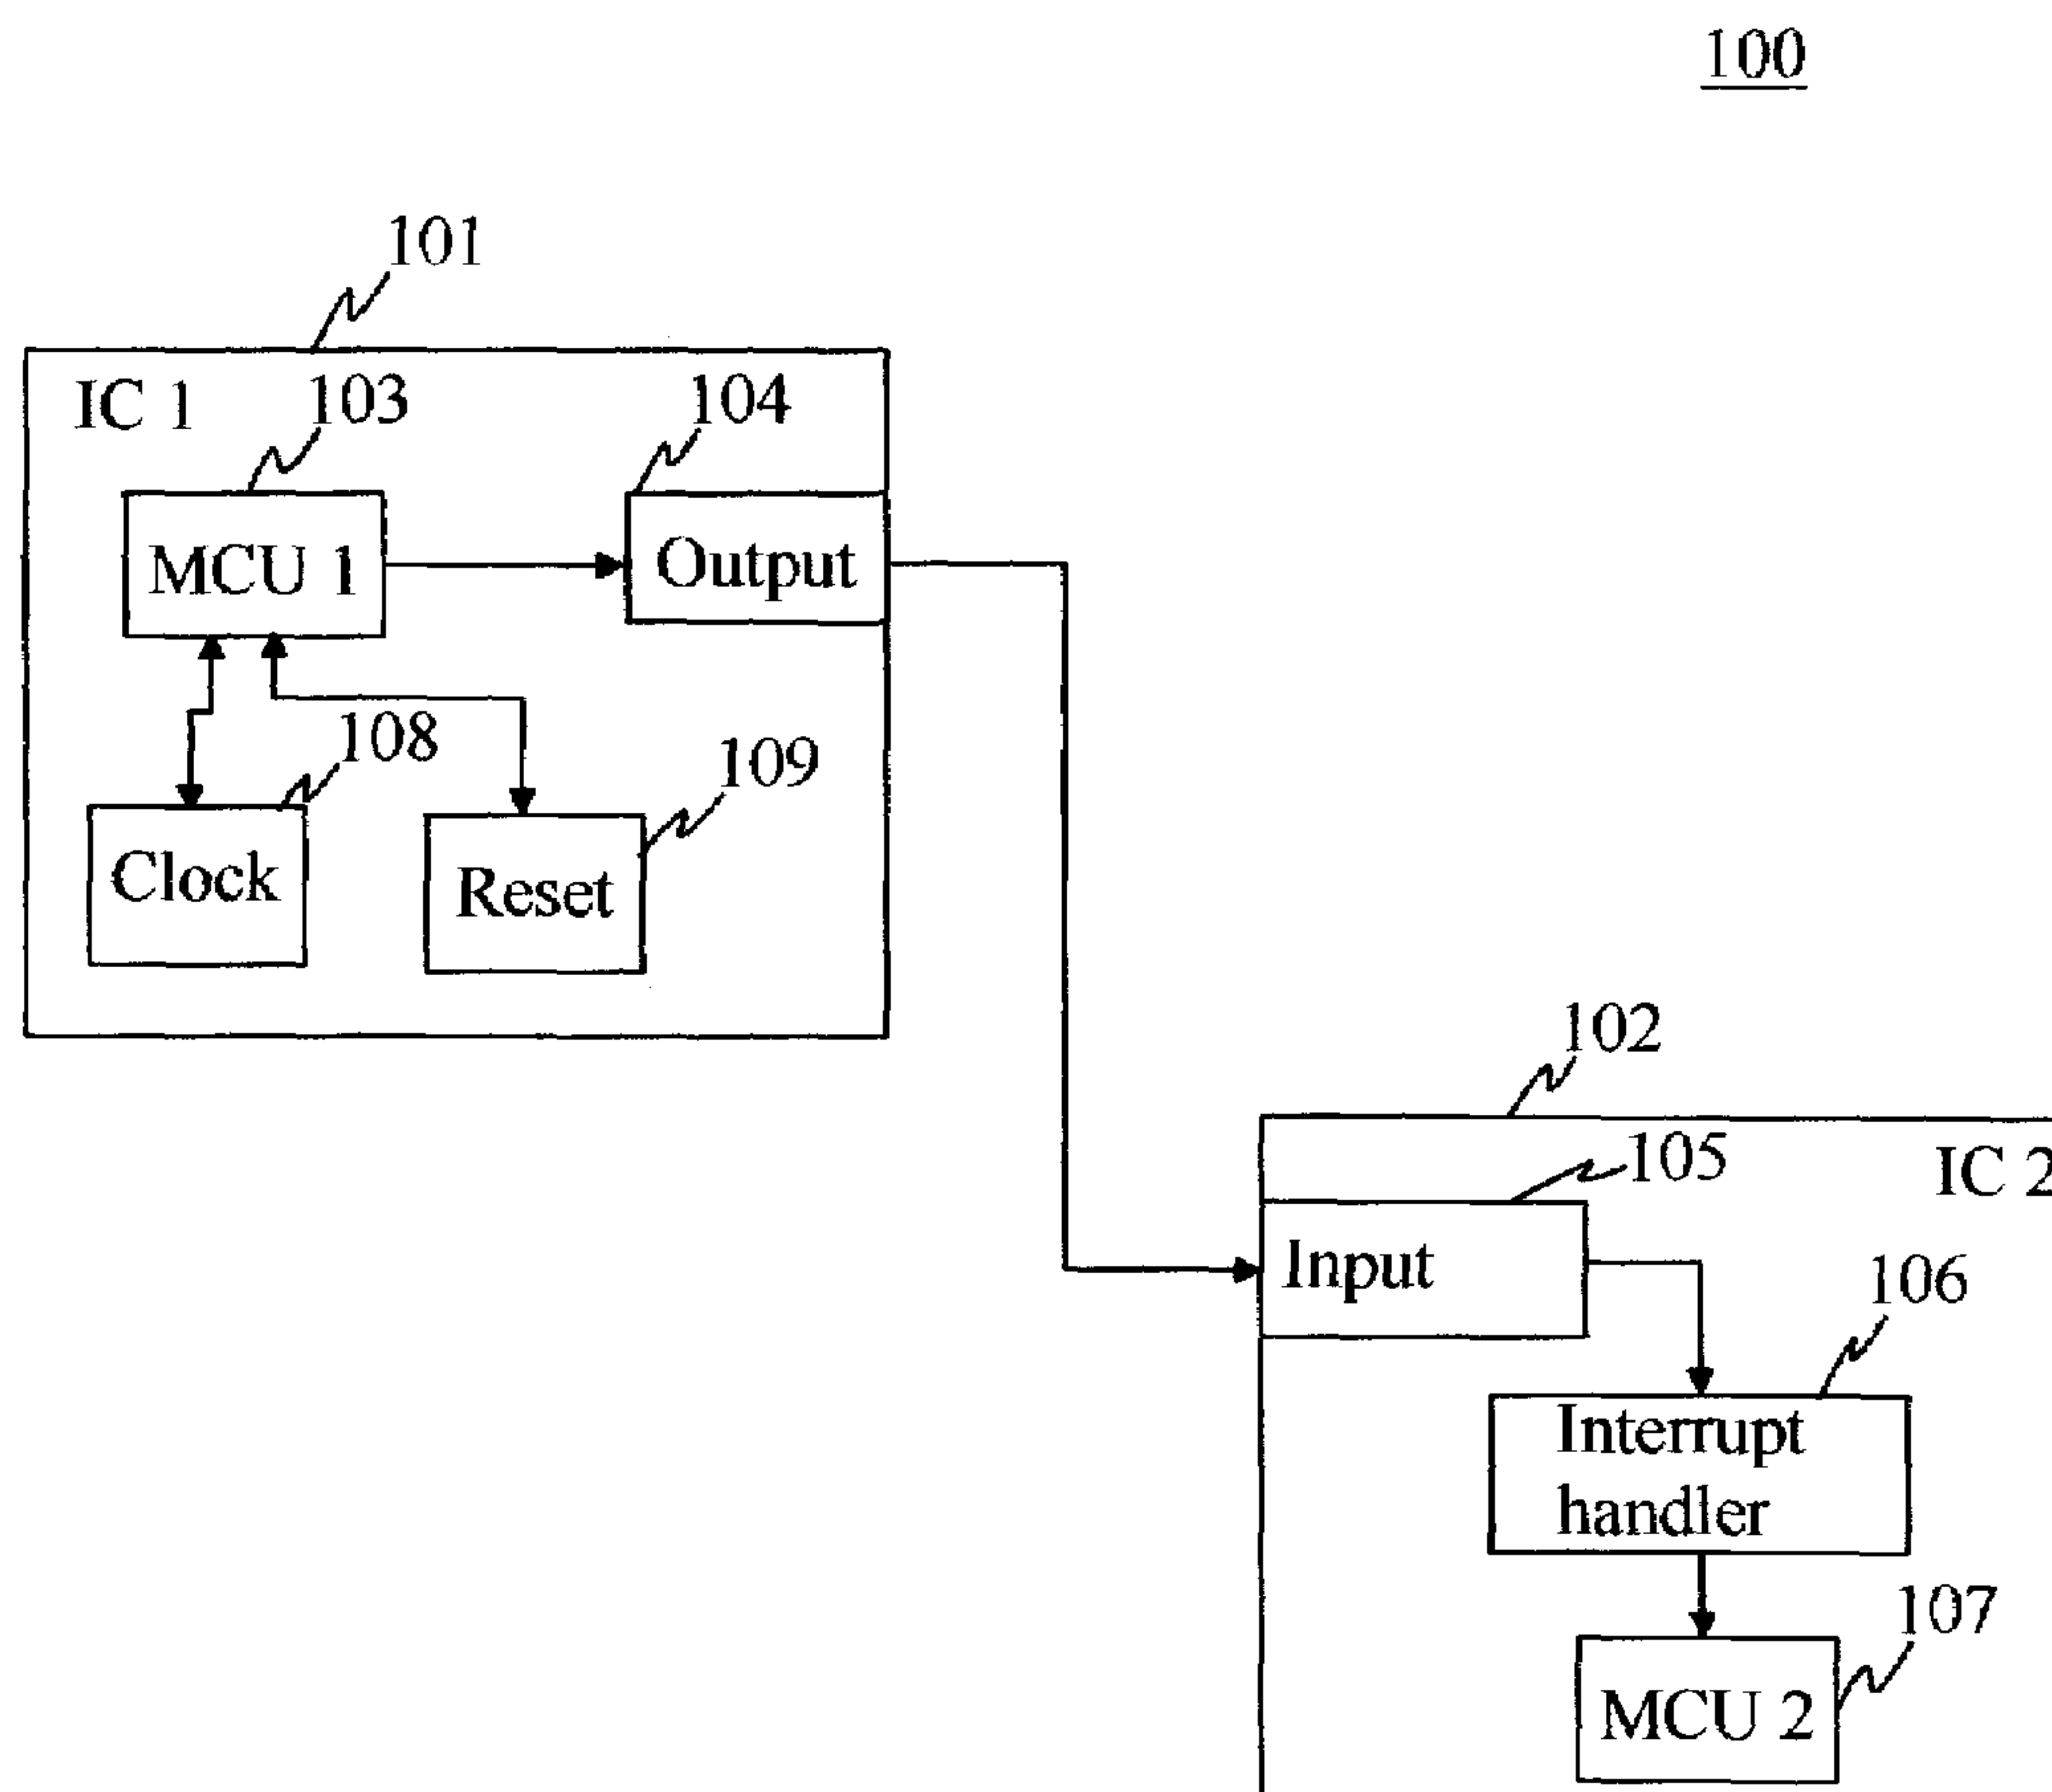 100
101
IC 1
103
104
MCU 1
Output
108
109
Clock
Reset
102
105
IC 2
Input
106
Interrupt
handler
107
MCU 2